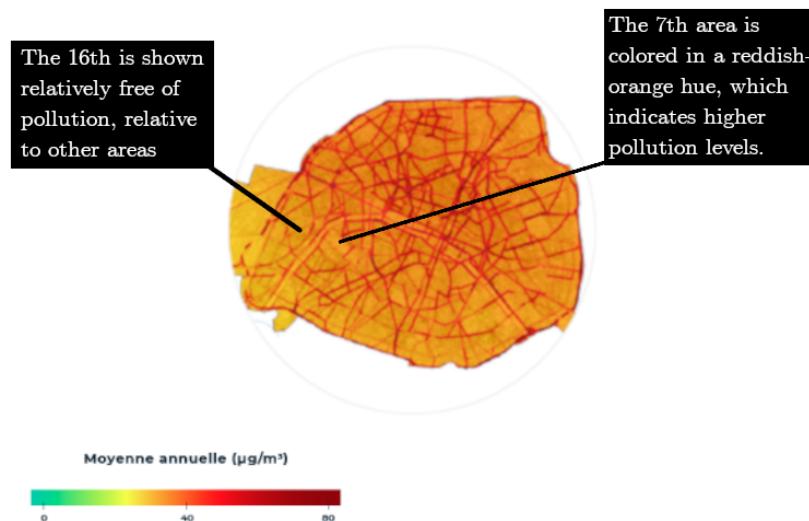 The 16th is shown
relatively free of
pollution, relative
to other areas
The 7th area is
colored in a reddish-
orange hue, which
indicates higher
pollution levels.
Moyenne annuelle (µg/m³)
0 40 80